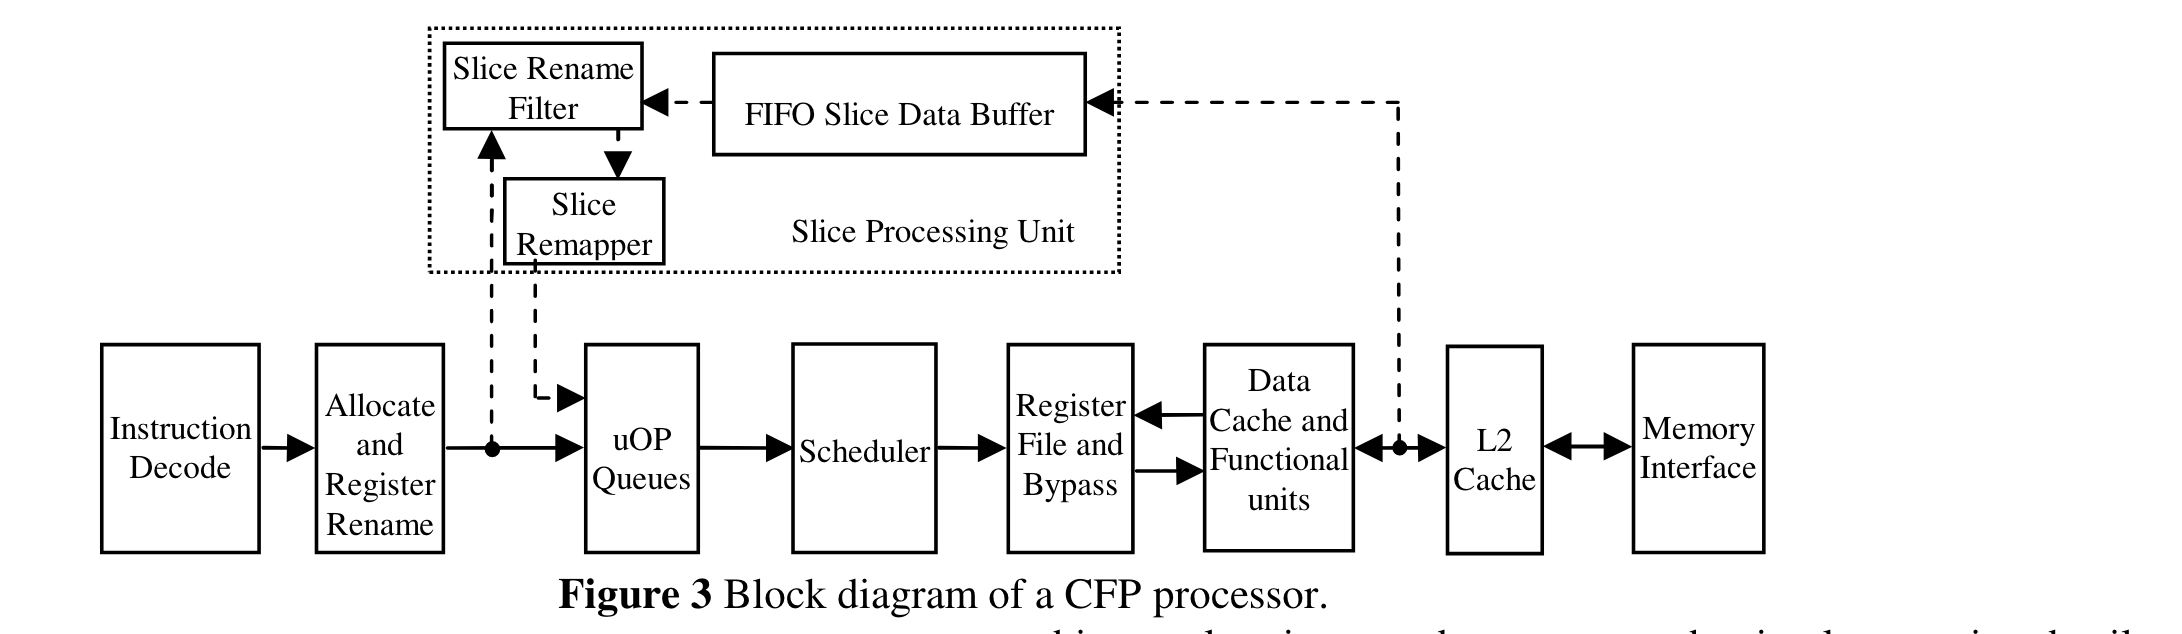 Slice Rename
Filter
FIFO Slice Data Buffer
Slice
Remapper
Slice Processing Unit
Instruction
Decode
Allocate
and
Register
Rename
uOP
Queues
Scheduler
Register
File and
Bypass
Data
Cache and
Functional
units
L2
Cache
Memory
Interface
Figure 3 Block diagram of a CFP processor.